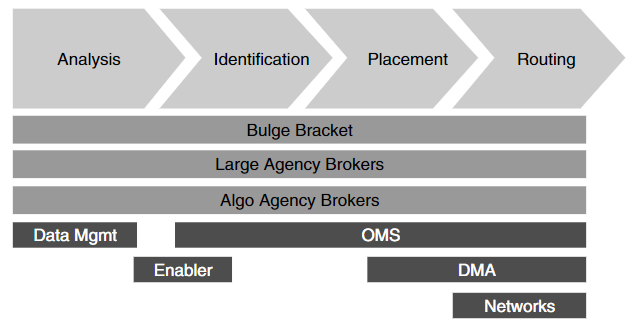 Analysis Identification Placement Routing
Bulge Bracket
Large Agency Brokers
Algo Agency Brokers
Data Mgmt OMS
Enabler DMA
Networks